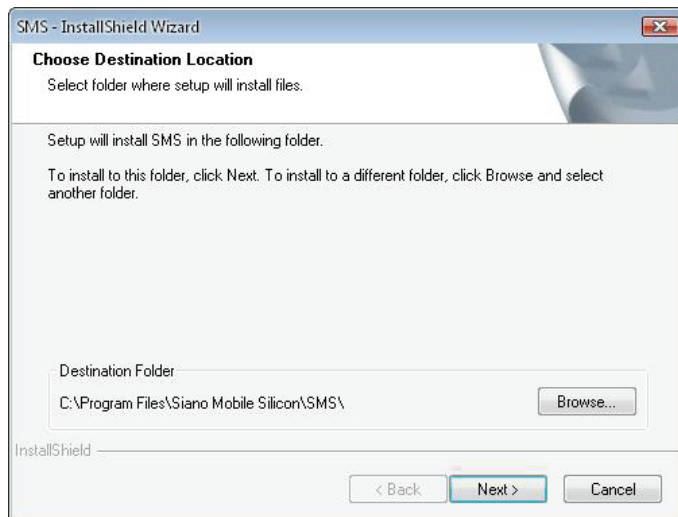 SMS - InstallShield Wizard
Choose Destination Location
Select folder where setup will install files.
Setup will install SMS in the following folder.
To install to this folder, click Next. To install to a different folder, click Browse and select
another folder.
Destination Folder
C:\Program Files\Siano Mobile Silicon\SMS\
Browse...
InstallShield
< Back
Next >
Cancel